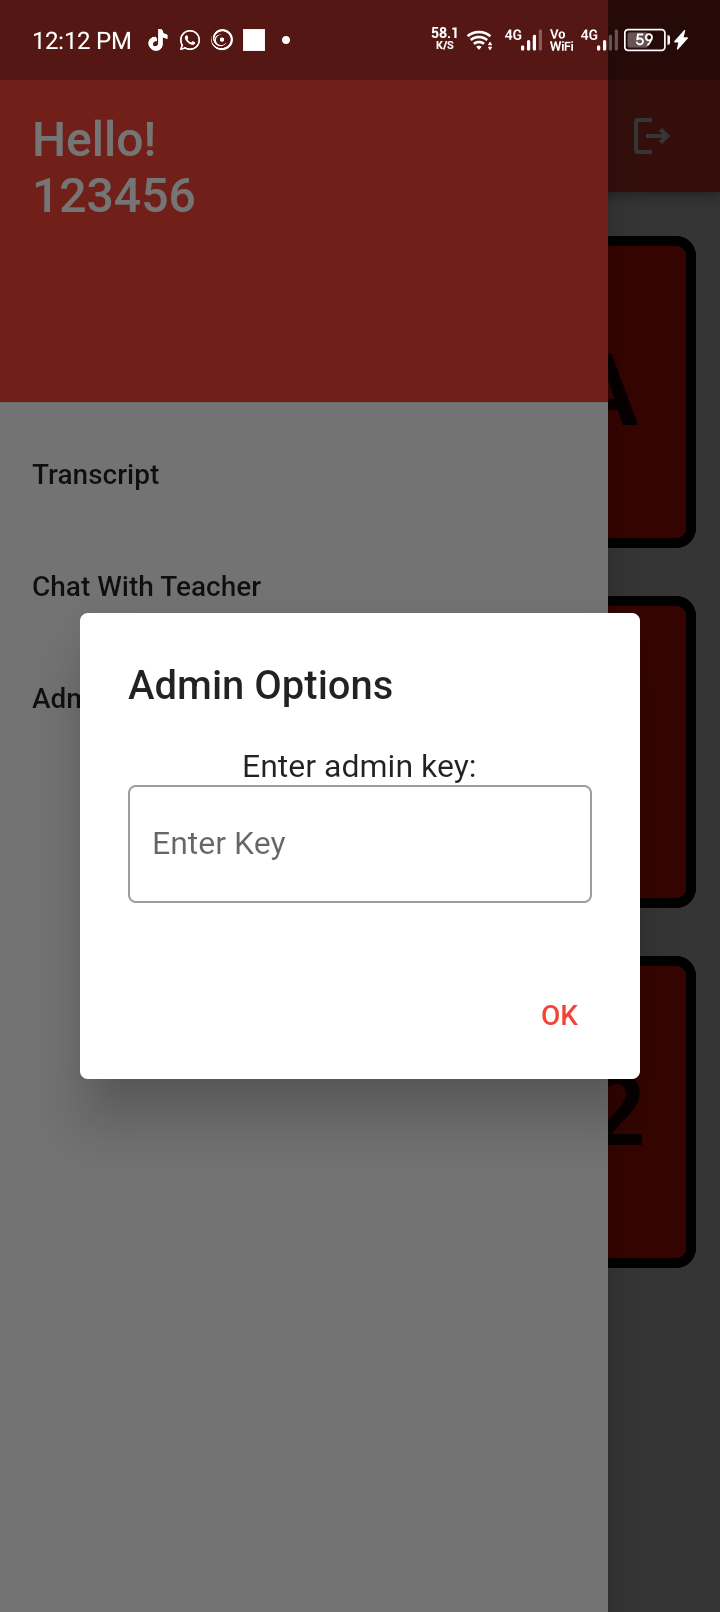 12:12 PM 58.1 K/S 4G Vo WiFi 4G 59
Hello!
123456
A
Transcript
Chat With Teacher
Adm
Admin Options
Enter admin key:
Enter Key
OK
2